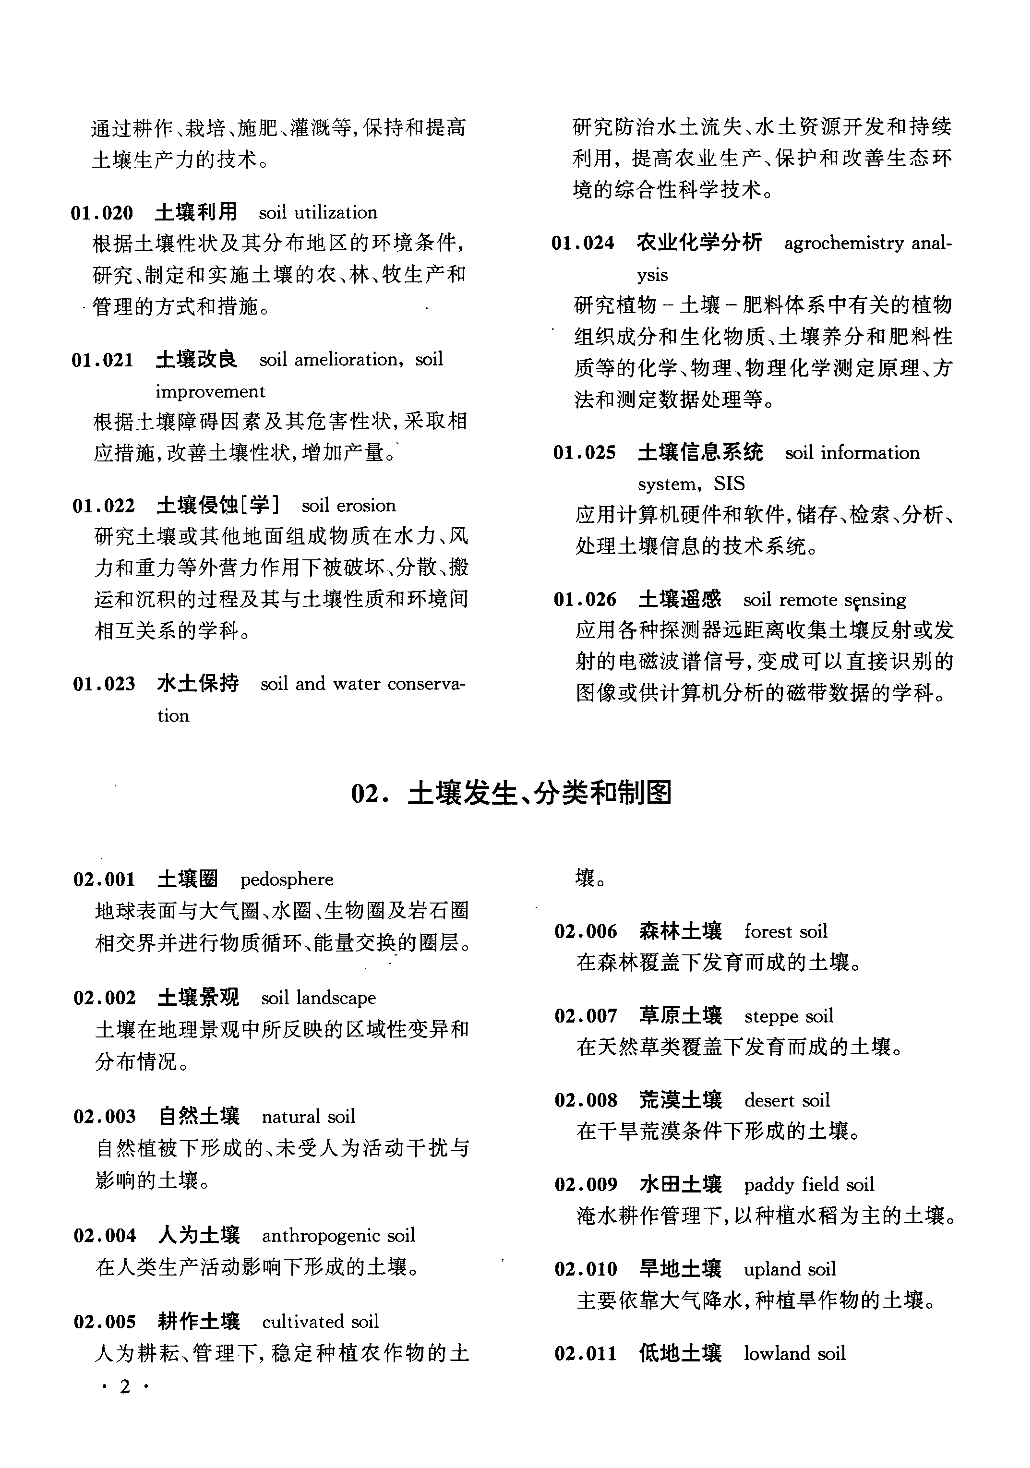 通过耕作、栽培、施肥、灌溉等,保持和提高
土壤生产力的技术。
01.020 土壤利用 soil utilization
根据土壤性状及其分布地区的环境条件,
研究、制定和实施土壤的农、林、牧生产和
管理的方式和措施。
01.021 土壤改良 soil amelioration, soil
improvement
根据土壤障碍因素及其危害性状,采取相
应措施,改善土壤性状,增加产量。
01.022 土壤侵蚀[学] soil erosion
研究土壤或其他地面组成物质在水力、风
力和重力等外营力作用下被破坏、分散、搬
运和沉积的过程及其与土壤性质和环境间
相互关系的学科。
01.023 水土保持 soil and water conserva-
tion
研究防治水土流失、水土资源开发和持续
利用,提高农业生产、保护和改善生态环
境的综合性科学技术。
01.024 农业化学分析 agrochemistry anal-
ysis
研究植物－土壤－肥料体系中有关的植物
组织成分和生化物质、土壤养分和肥料性
质等的化学、物理、物理化学测定原理、方
法和测定数据处理等。
01.025 土壤信息系统 soil information
system, SIS
应用计算机硬件和软件,储存、检索、分析、
处理土壤信息的技术系统。
01.026 土壤遥感 soil remote sensing
应用各种探测器远距离收集土壤反射或发
射的电磁波谱信号,变成可以直接识别的
图像或供计算机分析的磁带数据的学科。
02. 土壤发生、分类和制图
02.001 土壤圈 pedosphere
地球表面与大气圈、水圈、生物圈及岩石圈
相交界并进行物质循环、能量交换的圈层。
02.002 土壤景观 soil landscape
土壤在地理景观中所反映的区域性变异和
分布情况。
02.003 自然土壤 natural soil
自然植被下形成的、未受人为活动干扰与
影响的土壤。
02.004 人为土壤 anthropogenic soil
在人类生产活动影响下形成的土壤。
02.005 耕作土壤 cultivated soil
人为耕耘、管理下,稳定种植农作物的土
壤。
02.006 森林土壤 forest soil
在森林覆盖下发育而成的土壤。
02.007 草原土壤 steppe soil
在天然草类覆盖下发育而成的土壤。
02.008 荒漠土壤 desert soil
在干旱荒漠条件下形成的土壤。
02.009 水田土壤 paddy field soil
淹水耕作管理下,以种植水稻为主的土壤。
02.010 旱地土壤 upland soil
主要依靠大气降水,种植旱作物的土壤。
02.011 低地土壤 lowland soil
· 2 ·